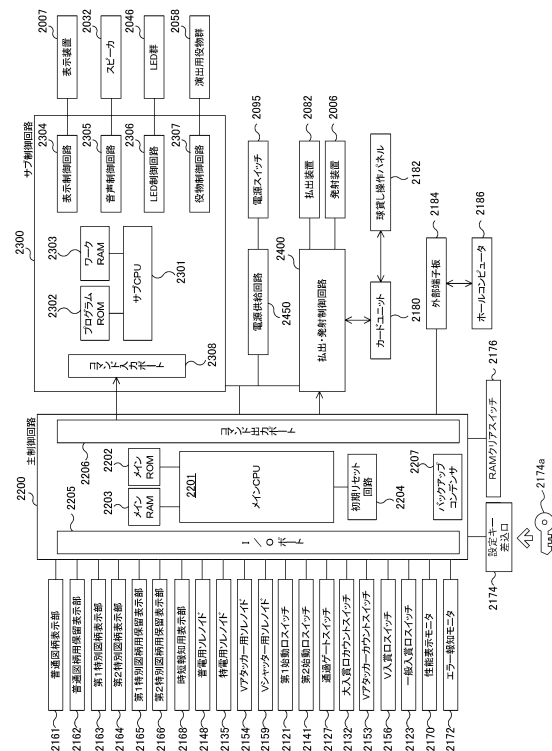 2161 普通図柄表示部
2162 普通図柄用保留表示部
2163 第1特別図柄表示部
2164 第2特別図柄表示部
2165 第1特別図柄用保留表示部
2166 第2特別図柄用保留表示部
2168 時短報知用表示部
2148 普電用ソレノイド
2135 特電用ソレノイド
2154 Vアタッカー用ソレノイド
2159 Vシャッター用ソレノイド
2121 第1始動口スイッチ
2141 第2始動口スイッチ
2127 通過ゲートスイッチ
2132 大入賞口カウントスイッチ
2153 Vアタッカーカウントスイッチ
2156 V入賞口スイッチ
2123 一般入賞口スイッチ
2170 性能表示モニタ
2172 エラー報知モニタ
2200
主制御回路
2205
I/Oポート
2206
コマンド出力ポート
2202
メイン
ROM
2203
メイン
RAM
2201
メインCPU
初期リセット
回路
2204
2207
バックアップ
コンデンサ
設定キー
差込口
2174
2174a
RAMクリアスイッチ
2176
2300
サブ制御回路
コマンド入力ポート
2308
2302
プログラム
ROM
2303
ワーク
RAM
サブCPU
2301
2304
表示制御回路
2305
音声制御回路
2306
LED制御回路
2307
役物制御回路
表示装置
2007
スピーカ
2032
LED群
2046
演出用役物群
2058
電源供給回路
2450
電源スイッチ
2095
払出・発射制御回路
2400
払出装置
2082
発射装置
2006
カードユニット
2180
球貸し操作パネル
2182
外部端子板
2184
ホールコンピュータ
2186